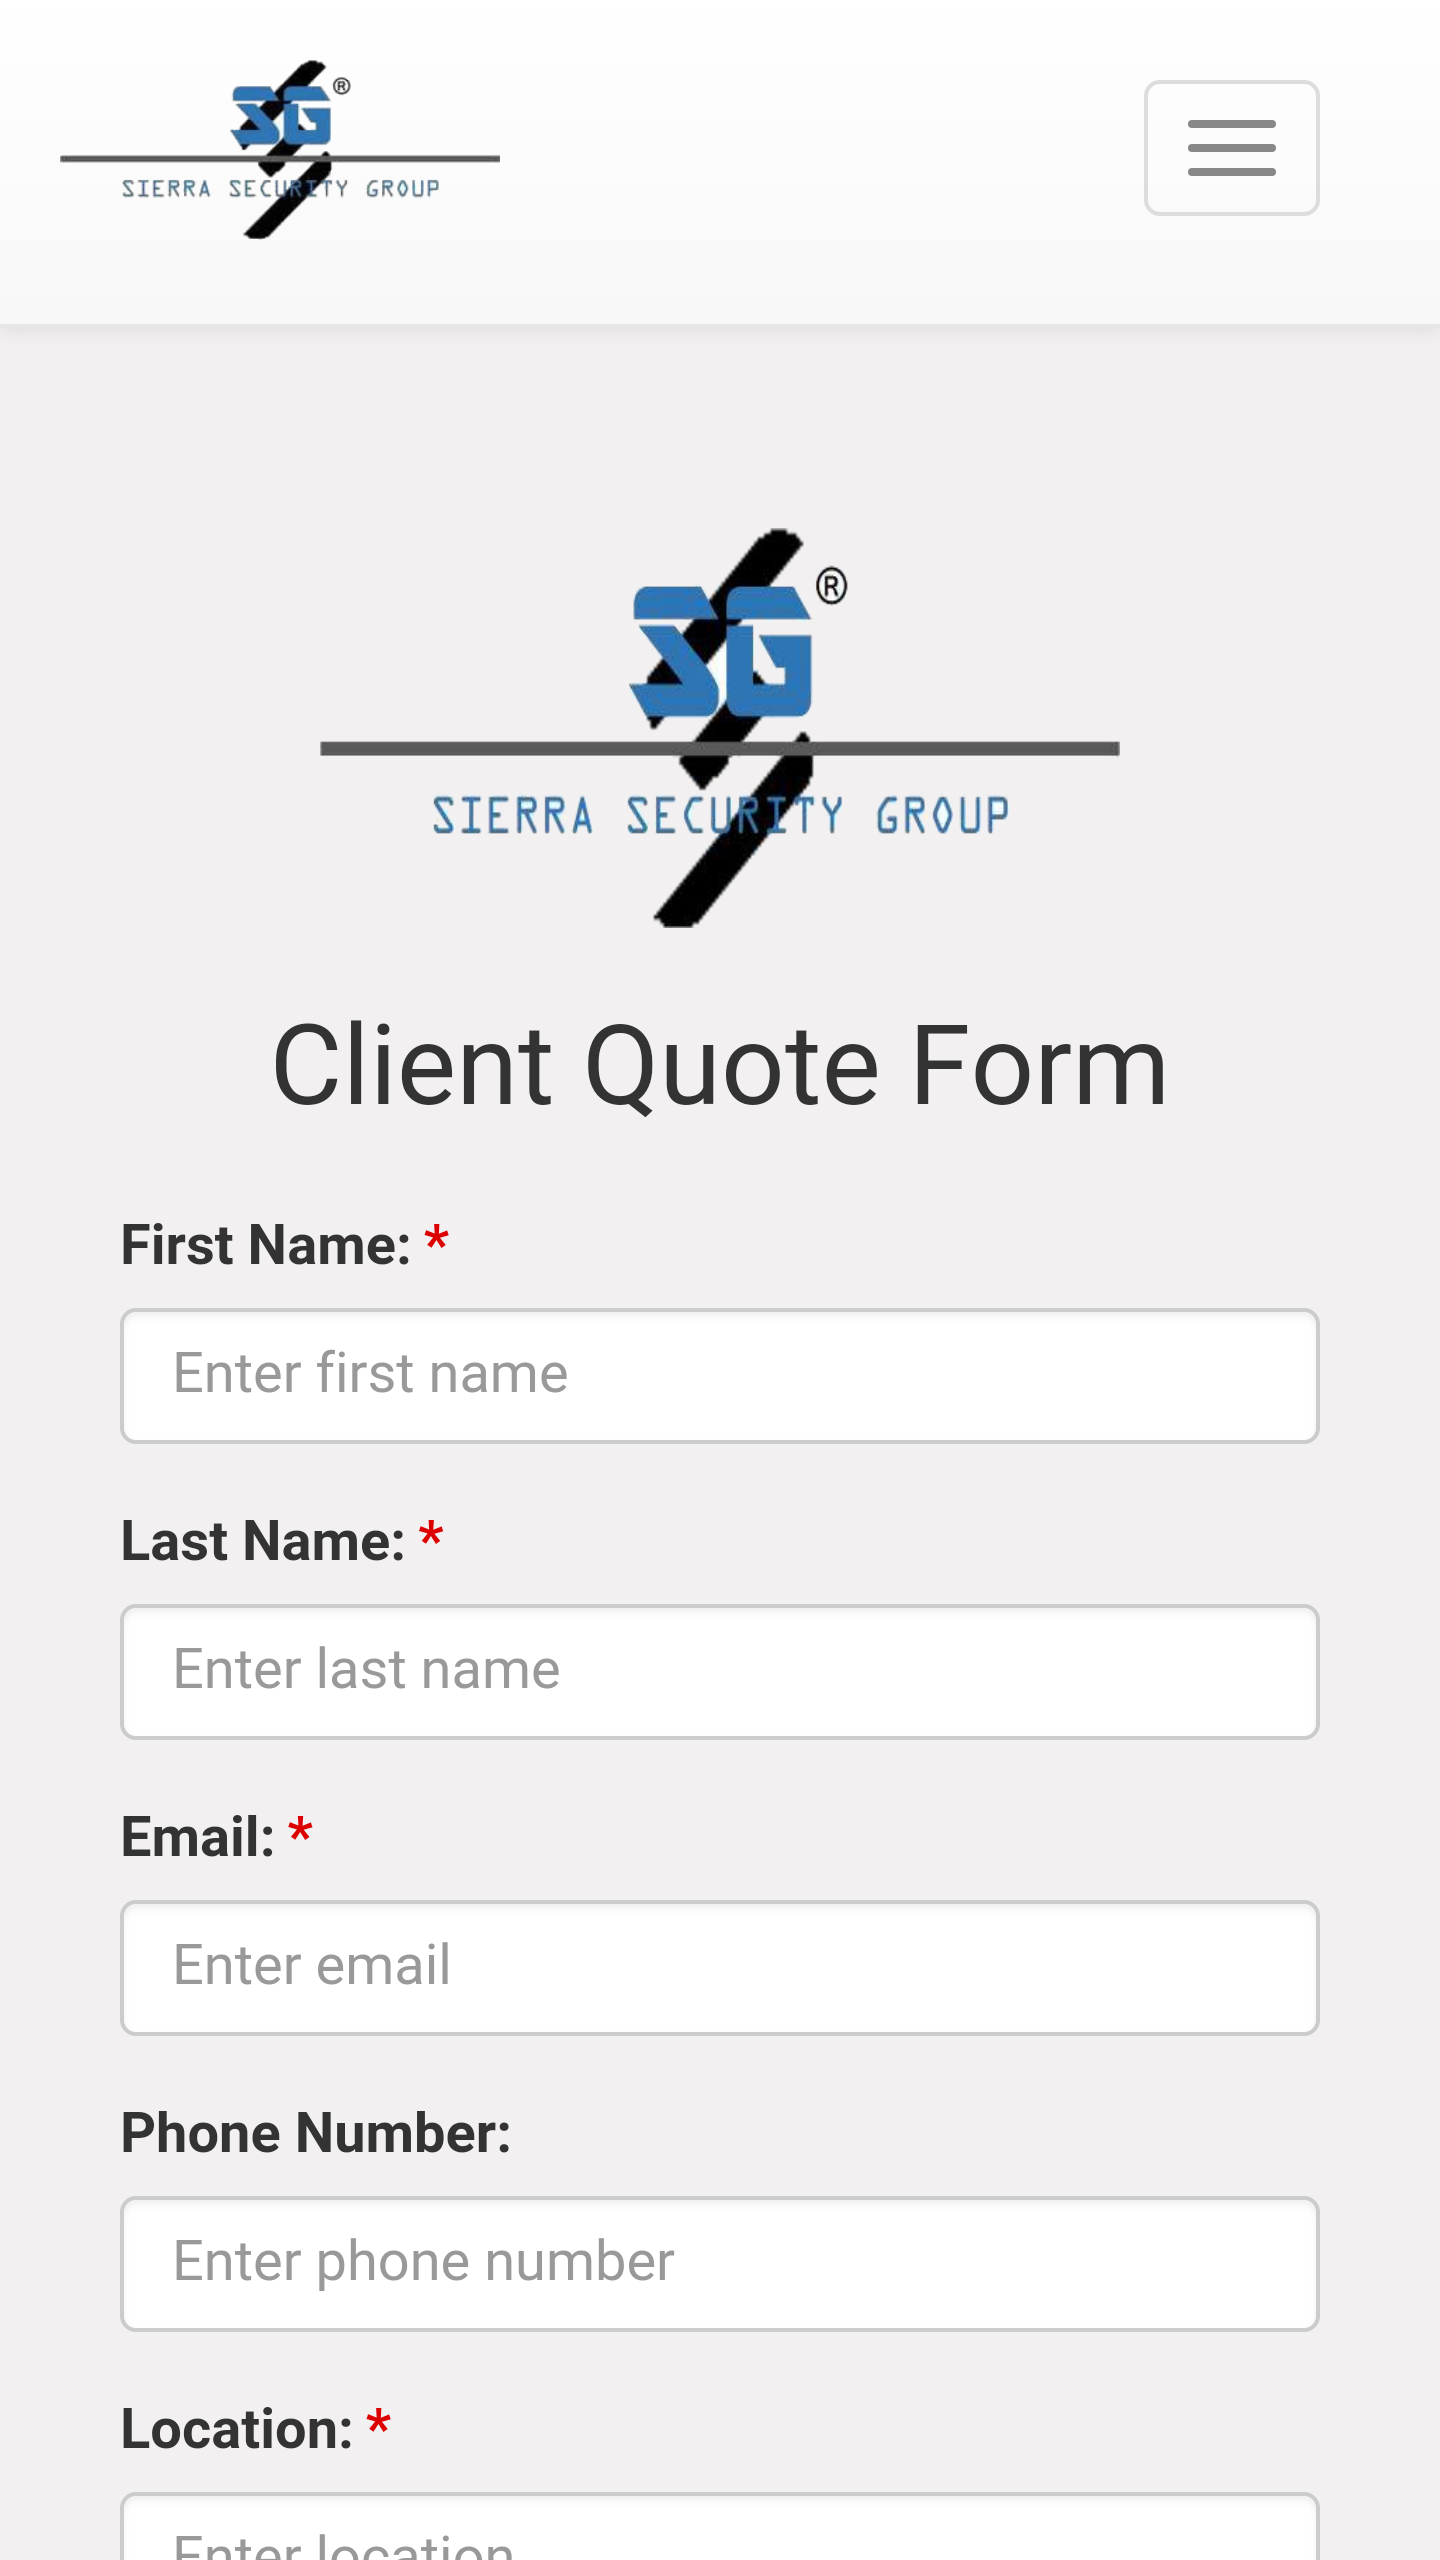 SG®
SIERRA SECURITY GROUP
SG®
SIERRA SECURITY GROUP
Client Quote Form
First Name: *
Enter first name
Last Name: *
Enter last name
Email: *
Enter email
Phone Number:
Enter phone number
Location: *
Enter location